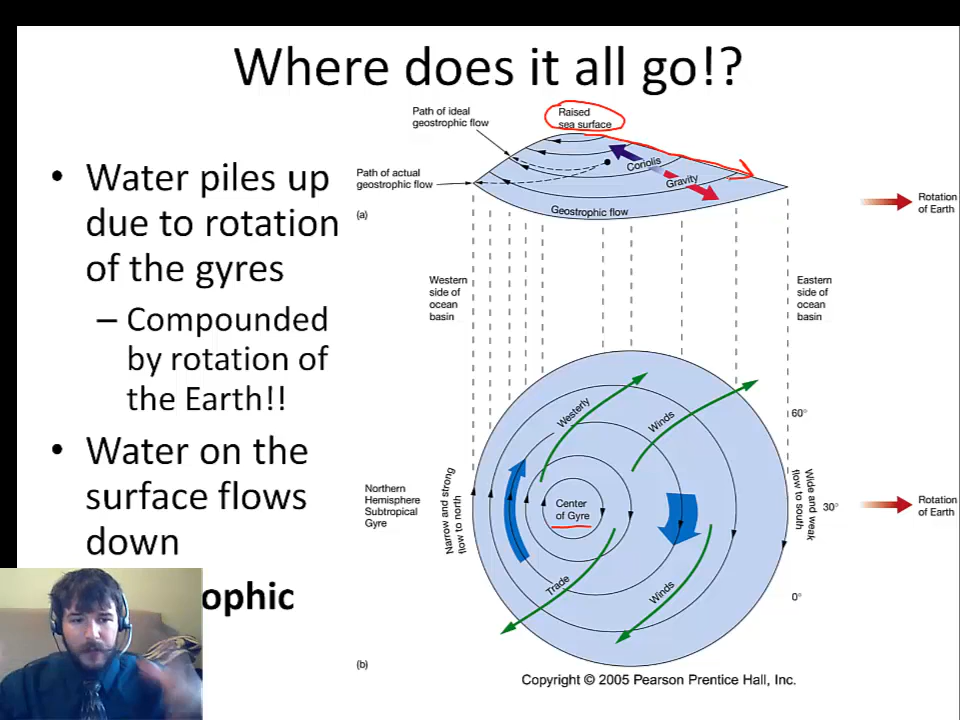 Where does it all go!?
• Water piles up
due to rotation
of the gyres
– Compounded
by rotation of
the Earth!!
• Water on the
surface flows
down
ophic
Path of ideal
geostrophic flow
Raised
sea surface
Path of actual
geostrophic flow
Coriolis
Gravity
Geostrophic flow
(a)
Rotation
of Earth
Western
side of
ocean
basin
Eastern
side of
ocean
basin
Westerly
Winds
60°
Northern
Hemisphere
Subtropical
Gyre
Narrow and strong
flow to north
Center
of Gyre
Wide and weak
flow to south
30°
Rotation
of Earth
Trade
Winds
0°
(b)
Copyright © 2005 Pearson Prentice Hall, Inc.